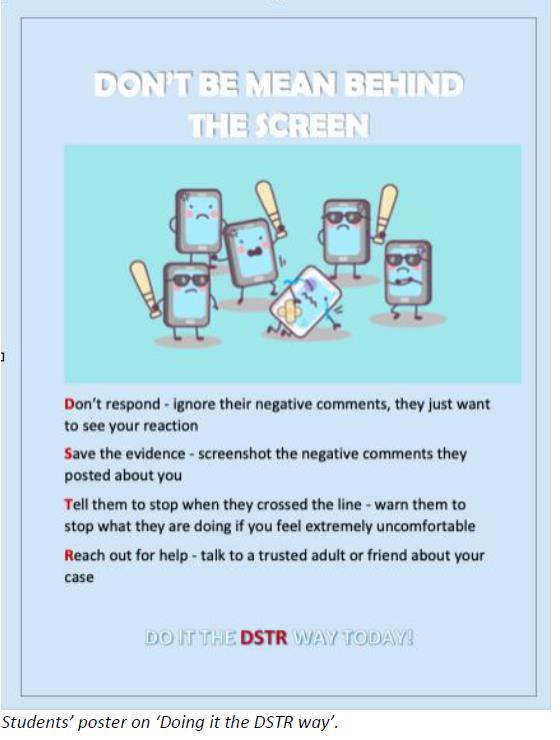 DON'T BE MEAN BEHIND
THE SCREEN
Don't respond - ignore their negative comments, they just want
to see your reaction
Save the evidence - screenshot the negative comments they
posted about you
Tell them to stop when they crossed the line - warn them to
stop what they are doing if you feel extremely uncomfortable
Reach out for help - talk to a trusted adult or friend about your
case
DO IT THE DSTR WAY TODAY!
Students' poster on 'Doing it the DSTR way'.